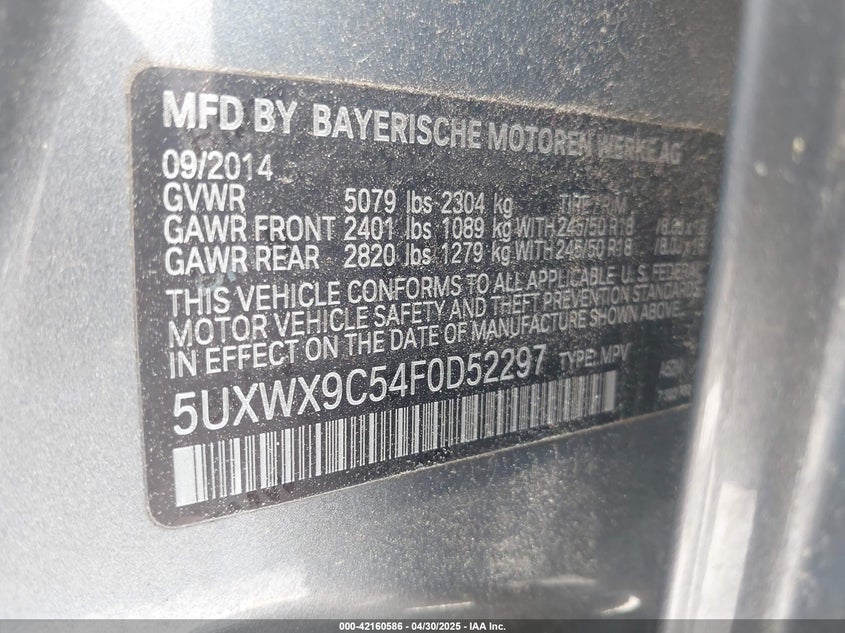 MFD BY BAYERISCHE MOTOREN WERKE AG
09/2014
GVWR 5079 lbs 2304 kg TIRE RIM
GAWR FRONT 2401 lbs 1089 kg WITH 245/50 R18
GAWR REAR 2820 lbs 1279 kg WITH 245/50 R18
THIS VEHICLE CONFORMS TO ALL APPLICABLE U.S. FEDERAL
MOTOR VEHICLE SAFETY AND THEFT PREVENTION STANDARDS
IN EFFECT ON THE DATE OF MANUFACTURE SHOWN ABOVE.
5UXWX9C54F0D52297 TYPE: MPV
000-42160586 - 04/30/2025 - IAA Inc.